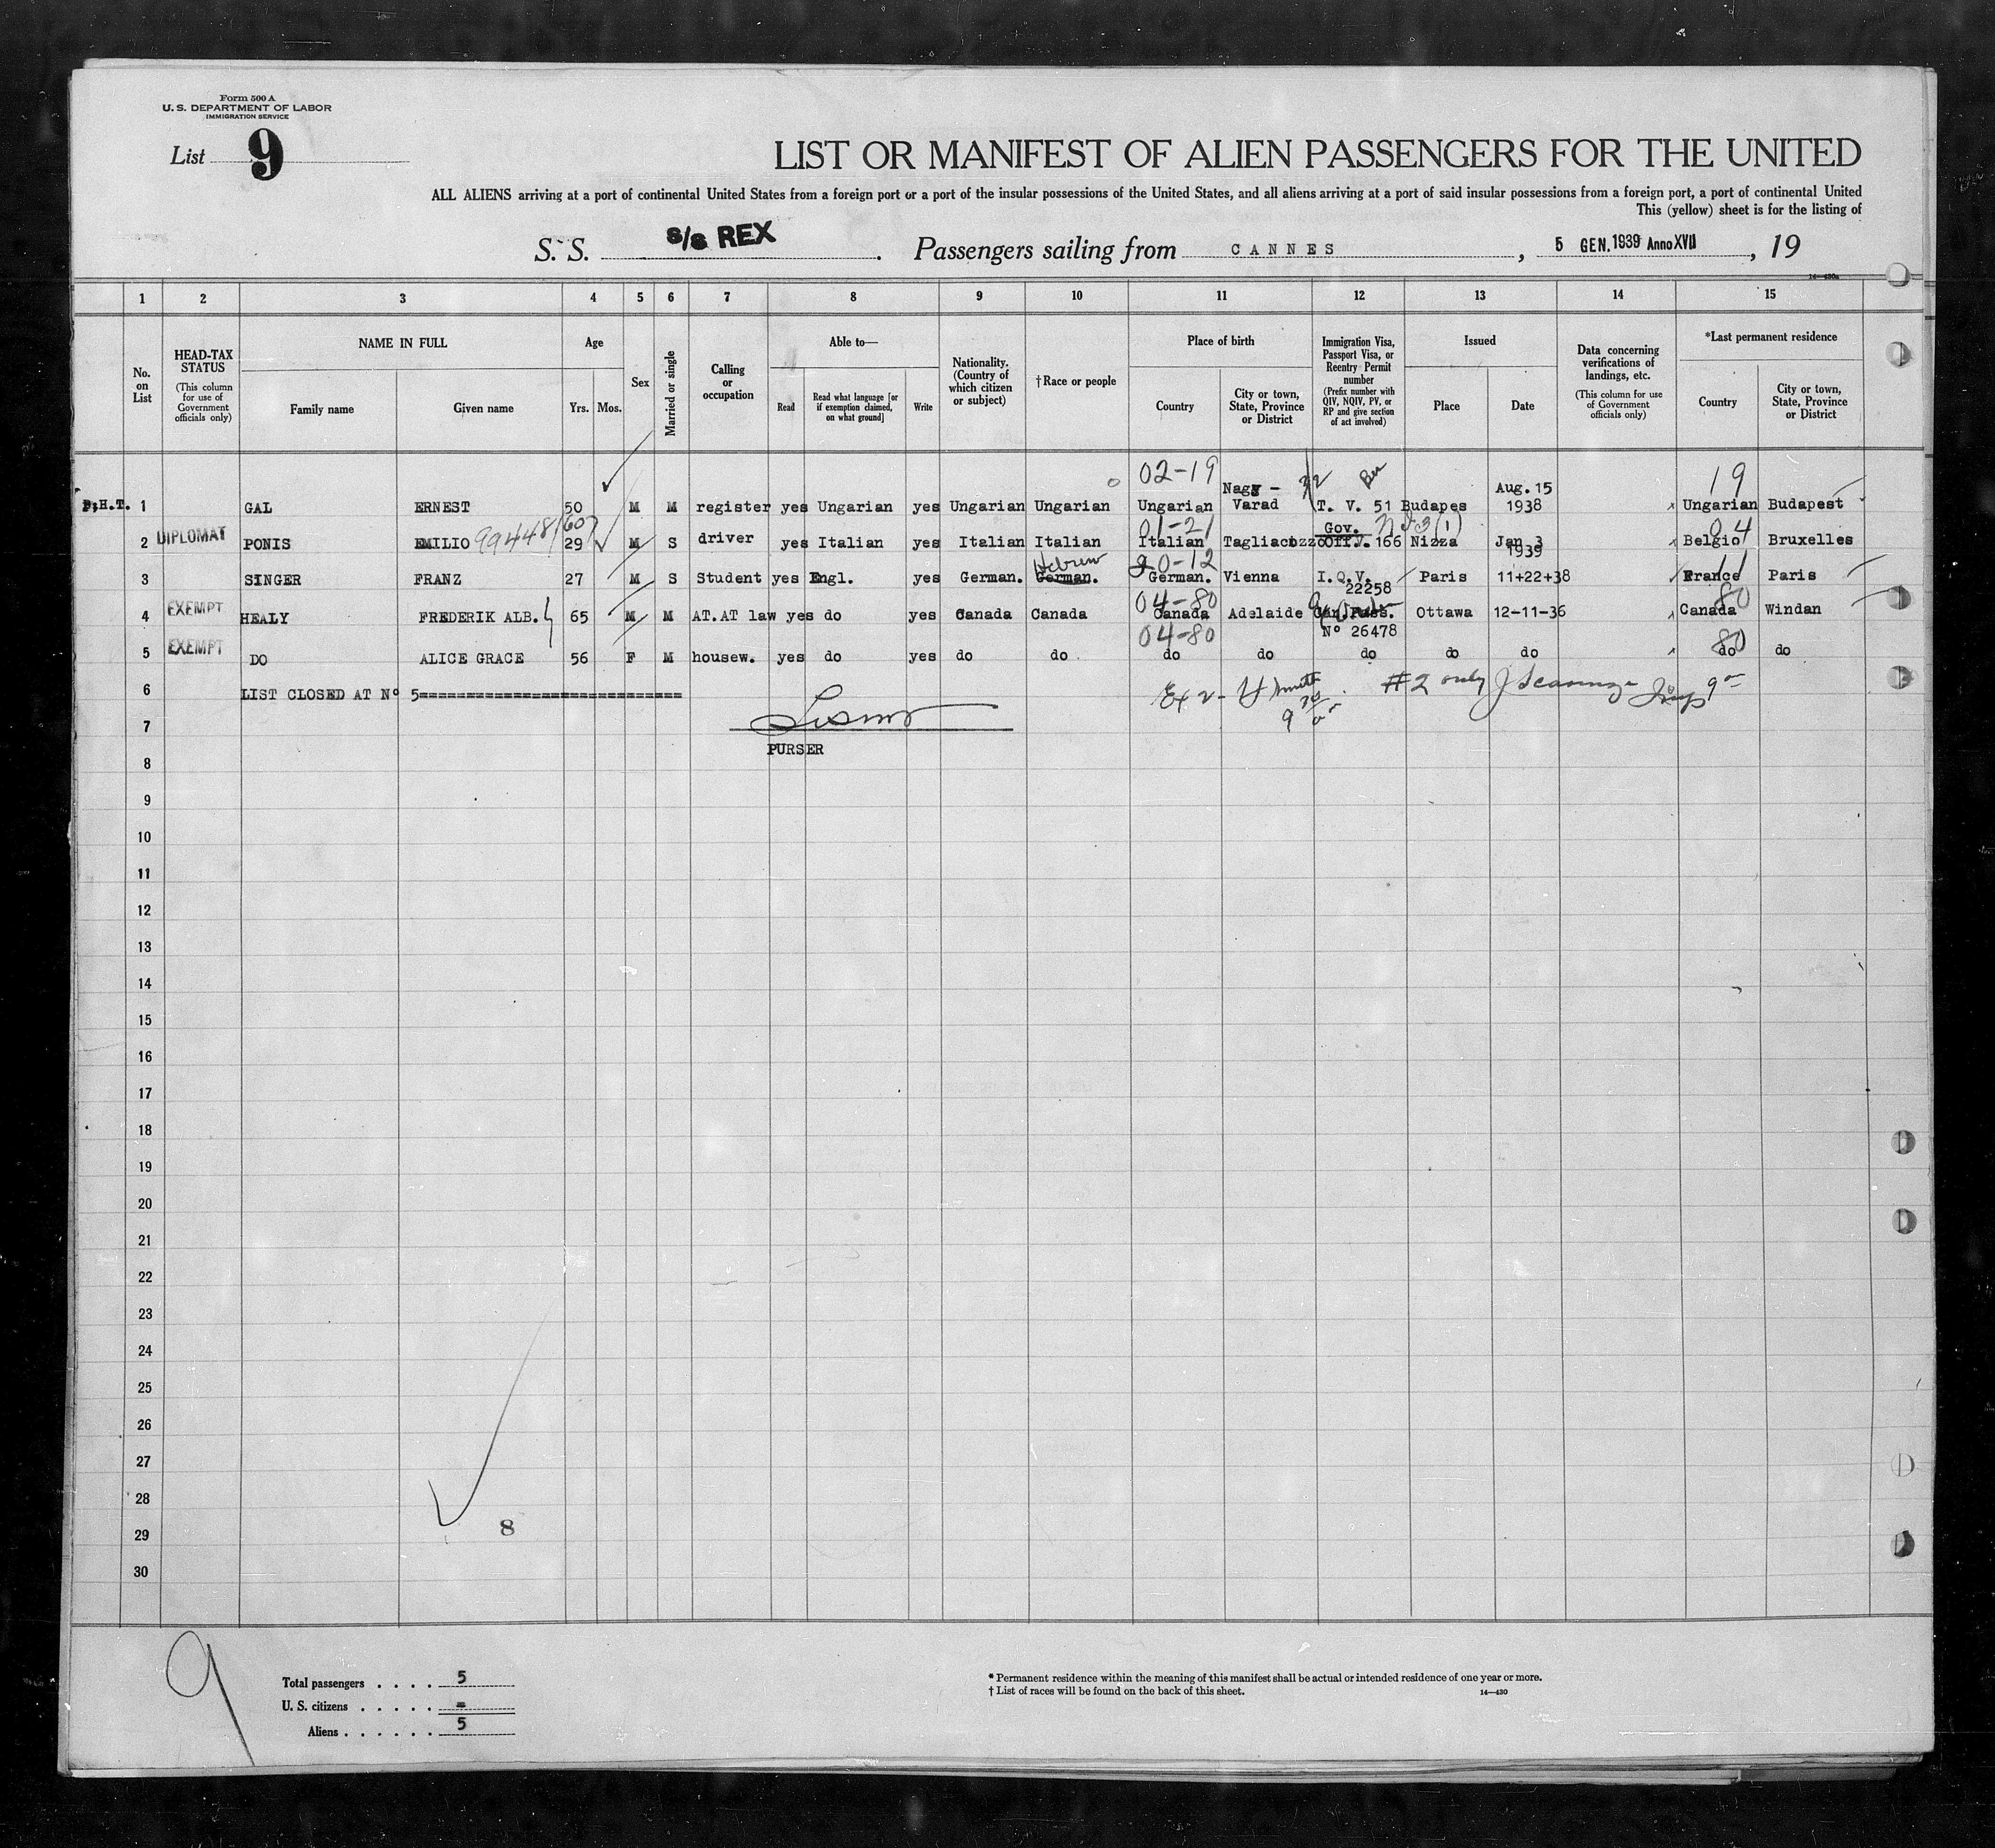 Form 500 A
U. S. DEPARTMENT OF LABOR
IMMIGRATION SERVICE
List 9
LIST OR MANIFEST OF ALIEN PASSENGERS FOR THE UNITED
ALL ALIENS arriving at a port of continental United States from a foreign port or a port of the insular possessions of the United States, and all aliens arriving at a port of said insular possessions from a foreign port, a port of continental United
This (yellow) sheet is for the listing of
S. S. s/s REX . Passengers sailing from CANNES , 5 GEN. 1939 Anno XVII , 19
14—430a
1 2 3 4 5 6 7 8 9 10 11 12 13 14 15
No. on List
HEAD-TAX STATUS (This column for use of Government officials only)
NAME IN FULL
Family name Given name
Age
Yrs. Mos.
Sex
Married or single
Calling or occupation
Able to—
Read Read what language [or if exemption claimed, on what ground] Write
Nationality. (Country of which citizen or subject)
†Race or people
Place of birth
Country City or town, State, Province or District
Immigration Visa, Passport Visa, or Reentry Permit number (Prefix number with QIV, NQIV, PV, or RP and give section of act involved)
Issued
Place Date
Data concerning verifications of landings, etc. (This column for use of Government officials only)
*Last permanent residence
Country City or town, State, Province or District
02-19 19
P.H.T. 1 GAL ERNEST 50 M M register yes Ungarian yes Ungarian Ungarian Ungarian Nagy - Varad T. V. 51 Budapes Aug. 15 1938 Ungarian Budapest
01-21 04
DIPLOMAT 2 PONIS EMILIO 99448/607 29 M S driver yes Italian yes Italian Italian Italian Tagliacozzo Gov. Off.V. 166 Nizza Jan 3 1939 Belgio Bruxelles
Hebrew 20-12 11
3 SINGER FRANZ 27 M S Student yes Engl. yes German. German. German. Vienna I.Q.V. 22258 Paris 11+22+38 France Paris
04-80 80
EXEMPT 4 HEALY FREDERIK ALB. 65 M M AT.AT law yes do yes Canada Canada Canada Adelaide Can.Pass. Nº 26478 Ottawa 12-11-36 Canada Windan
04-80 80
EXEMPT 5 DO ALICE GRACE 56 F M housew. yes do yes do do do do do do do do do
6 LIST CLOSED AT Nº 5==========================
#2 only
7
PURSER
8
9
10
11
12
13
14
15
16
17
18
19
20
21
22
23
24
25
26
27
28
29
30
8
9
Total passengers . . . . 5
U. S. citizens . . . . . =
Aliens . . . . . . 5
* Permanent residence within the meaning of this manifest shall be actual or intended residence of one year or more.
† List of races will be found on the back of this sheet.
14—430